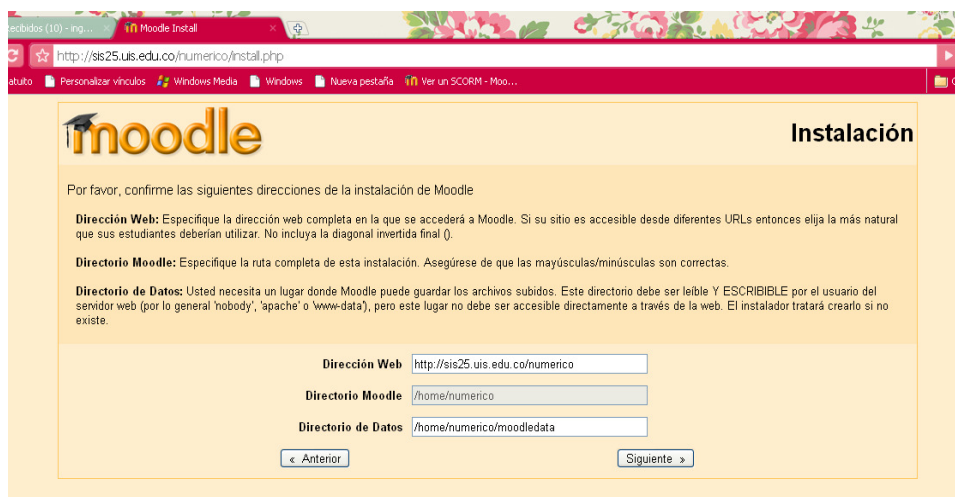 ecibidos (10) - ing...
Moodle Install
http://sis25.uis.edu.co/numerico/install.php
atuito Personalizar vínculos Windows Media Windows Nueva pestaña Ver un SCORM - Moo...
moodle
Instalación
Por favor, confirme las siguientes direcciones de la instalación de Moodle
Dirección Web: Especifique la dirección web completa en la que se accederá a Moodle. Si su sitio es accesible desde diferentes URLs entonces elija la más natural
que sus estudiantes deberían utilizar. No incluya la diagonal invertida final ().
Directorio Moodle: Especifique la ruta completa de esta instalación. Asegúrese de que las mayúsculas/minúsculas son correctas.
Directorio de Datos: Usted necesita un lugar donde Moodle puede guardar los archivos subidos. Este directorio debe ser leíble Y ESCRIBIBLE por el usuario del
servidor web (por lo general 'nobody', 'apache' o 'www-data'), pero este lugar no debe ser accesible directamente a través de la web. El instalador tratará crearlo si no
existe.
Dirección Web http://sis25.uis.edu.co/numerico
Directorio Moodle /home/numerico
Directorio de Datos /home/numerico/moodledata
« Anterior Siguiente »